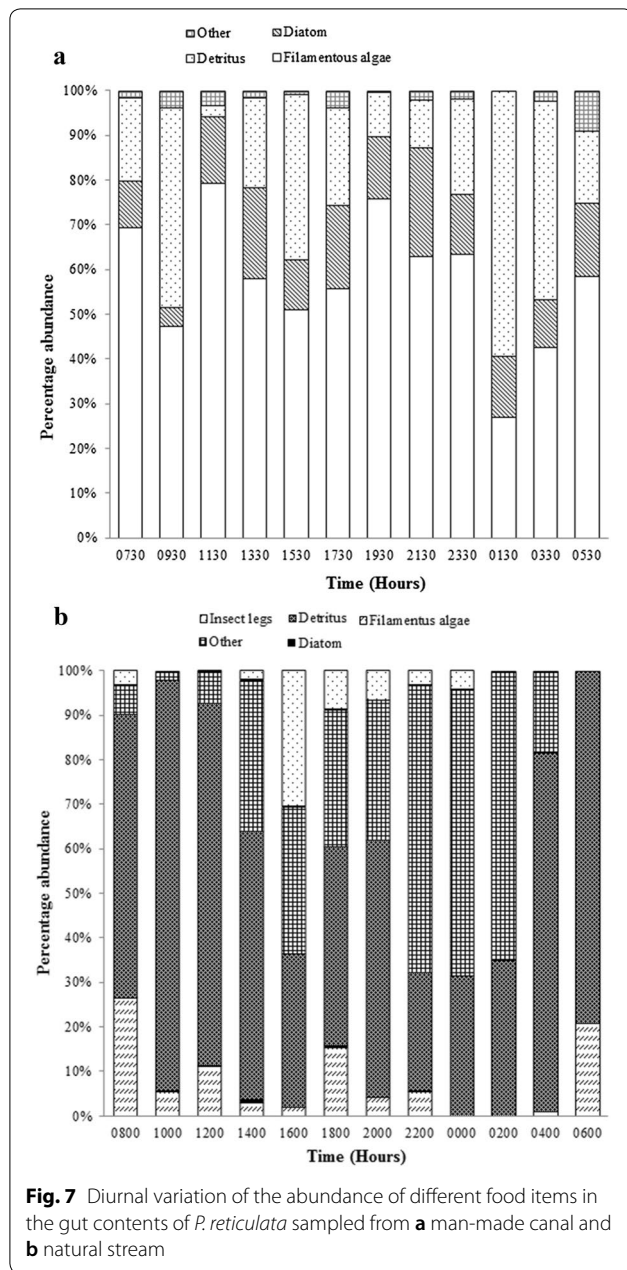 Other Diatom
a
Detritus Filamentous algae
100%
90%
80%
70%
60%
50%
40%
30%
20%
10%
0%
Percentage abundance
0730 0930 1130 1330 1530 1730 1930 2130 2330 0130 0330 0530
Time (Hours)
b
Insect legs Detritus Filamentus algae
Other Diatom
100%
90%
80%
70%
60%
50%
40%
30%
20%
10%
0%
Percentage abundance
0800 1000 1200 1400 1600 1800 2000 2200 0000 0200 0400 0600
Time (Hours)
Fig. 7 Diurnal variation of the abundance of different food items in
the gut contents of P. reticulata sampled from a man-made canal and
b natural stream